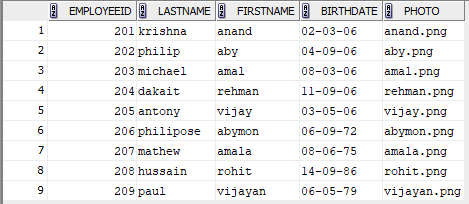 EMPLOYEEID LASTNAME FIRSTNAME BIRTHDATE PHOTO
1 201 krishna anand 02-03-06 anand.png
2 202 philip aby 04-09-06 aby.png
3 203 michael amal 08-03-06 amal.png
4 204 dakait rehman 11-09-06 rehman.png
5 205 antony vijay 03-05-06 vijay.png
6 206 philipose abymon 06-09-72 abymon.png
7 207 mathew amala 08-06-75 amala.png
8 208 hussain rohit 14-09-86 rohit.png
9 209 paul vijayan 06-05-79 vijayan.png